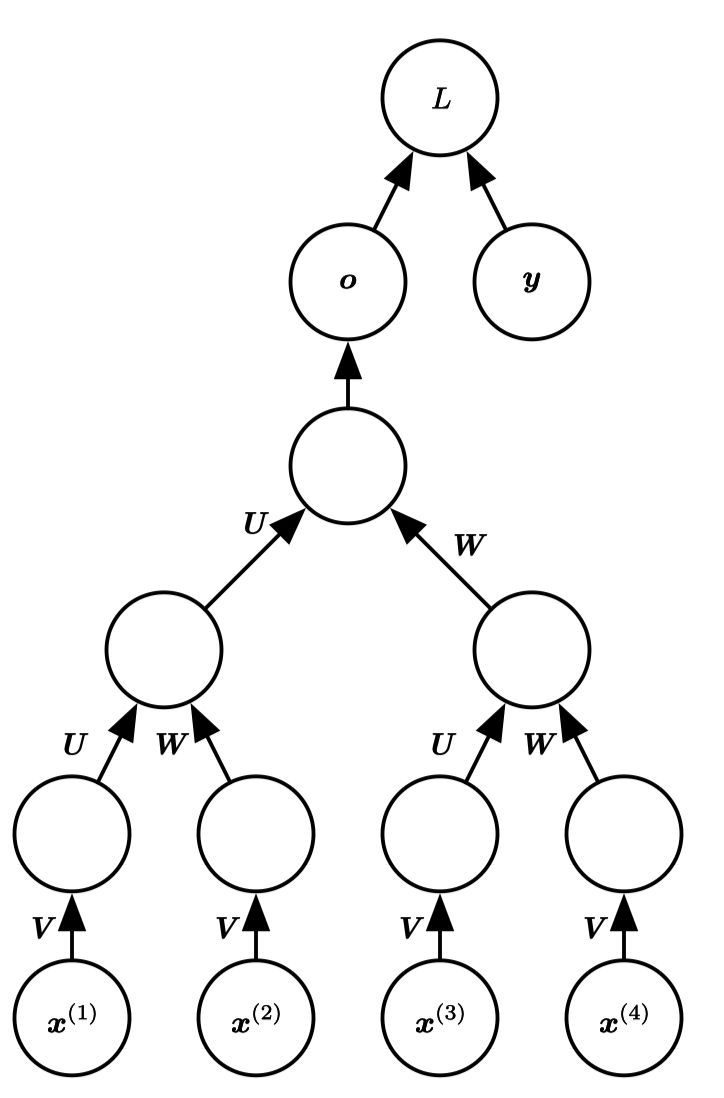 L
o y
U W
U W U W
V V V V
x^(1) x^(2) x^(3) x^(4)